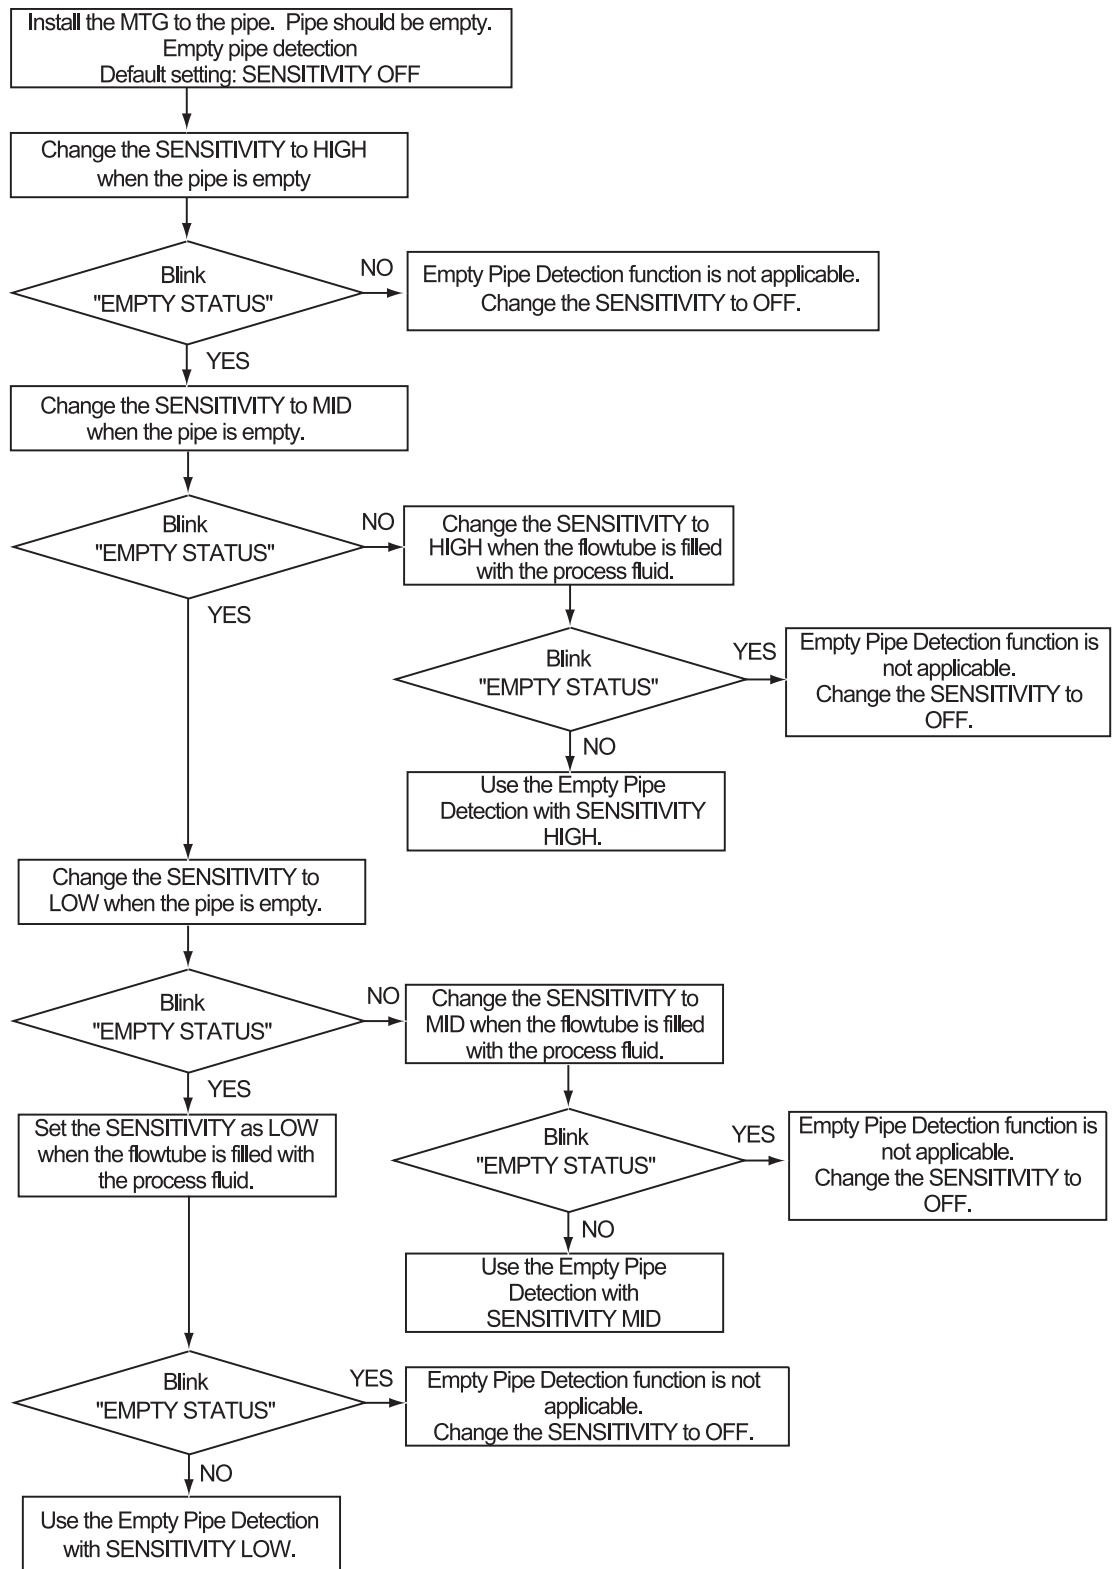 Install the MTG to the pipe. Pipe should be empty.
Empty pipe detection
Default setting: SENSITIVITY OFF
Change the SENSITIVITY to HIGH
when the pipe is empty
Blink
"EMPTY STATUS"
NO
Empty Pipe Detection function is not applicable.
Change the SENSITIVITY to OFF.
YES
Change the SENSITIVITY to MID
when the pipe is empty.
Blink
"EMPTY STATUS"
NO
Change the SENSITIVITY to
HIGH when the flowtube is filled
with the process fluid.
YES
Blink
"EMPTY STATUS"
YES
Empty Pipe Detection function is
not applicable.
Change the SENSITIVITY to
OFF.
NO
Use the Empty Pipe
Detection with SENSITIVITY
HIGH.
Change the SENSITIVITY to
LOW when the pipe is empty.
Blink
"EMPTY STATUS"
NO
Change the SENSITIVITY to
MID when the flowtube is filled
with the process fluid.
YES
Set the SENSITIVITY as LOW
when the flowtube is filled with
the process fluid.
Blink
"EMPTY STATUS"
YES
Empty Pipe Detection function is
not applicable.
Change the SENSITIVITY to
OFF.
NO
Use the Empty Pipe
Detection with
SENSITIVITY MID
Blink
"EMPTY STATUS"
YES
Empty Pipe Detection function is not
applicable.
Change the SENSITIVITY to OFF.
NO
Use the Empty Pipe Detection
with SENSITIVITY LOW.